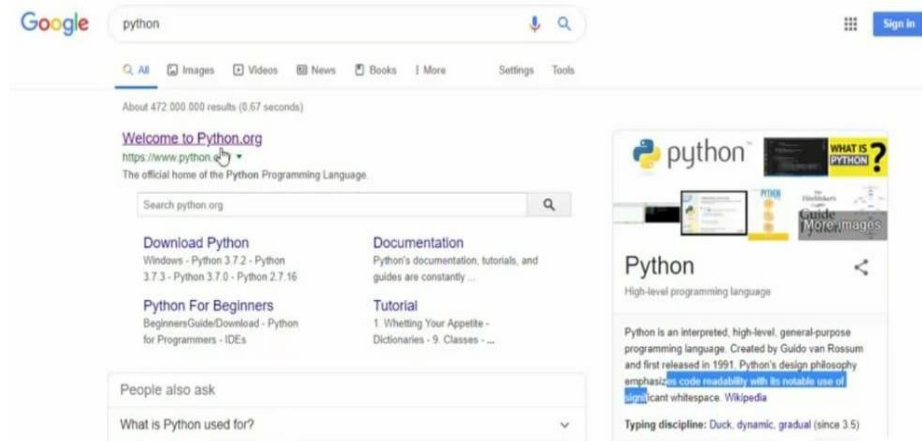 Google
python
Sign in
All Images Videos News Books More Settings Tools
About 472 000 000 results (0.67 seconds)
Welcome to Python.org
https://www.python.
The official home of the Python Programming Language.
Search python.org
Download Python
Windows - Python 3.7.2 - Python
3.7.3 - Python 3.7.0 - Python 2.7.16
Documentation
Python's documentation, tutorials, and
guides are constantly ...
Python For Beginners
BeginnersGuide/Download - Python
for Programmers - IDEs
Tutorial
1. Whetting Your Appetite -
Dictionaries - 9. Classes - ...
People also ask
What is Python used for?
python
WHAT IS
PYTHON ?
PYTHON
Guide
More images
Python
High-level programming language
Python is an interpreted, high-level, general-purpose
programming language. Created by Guido van Rossum
and first released in 1991, Python's design philosophy
emphasizes code readability with its notable use of
significant whitespace. Wikipedia
Typing discipline: Duck, dynamic, gradual (since 3.5)